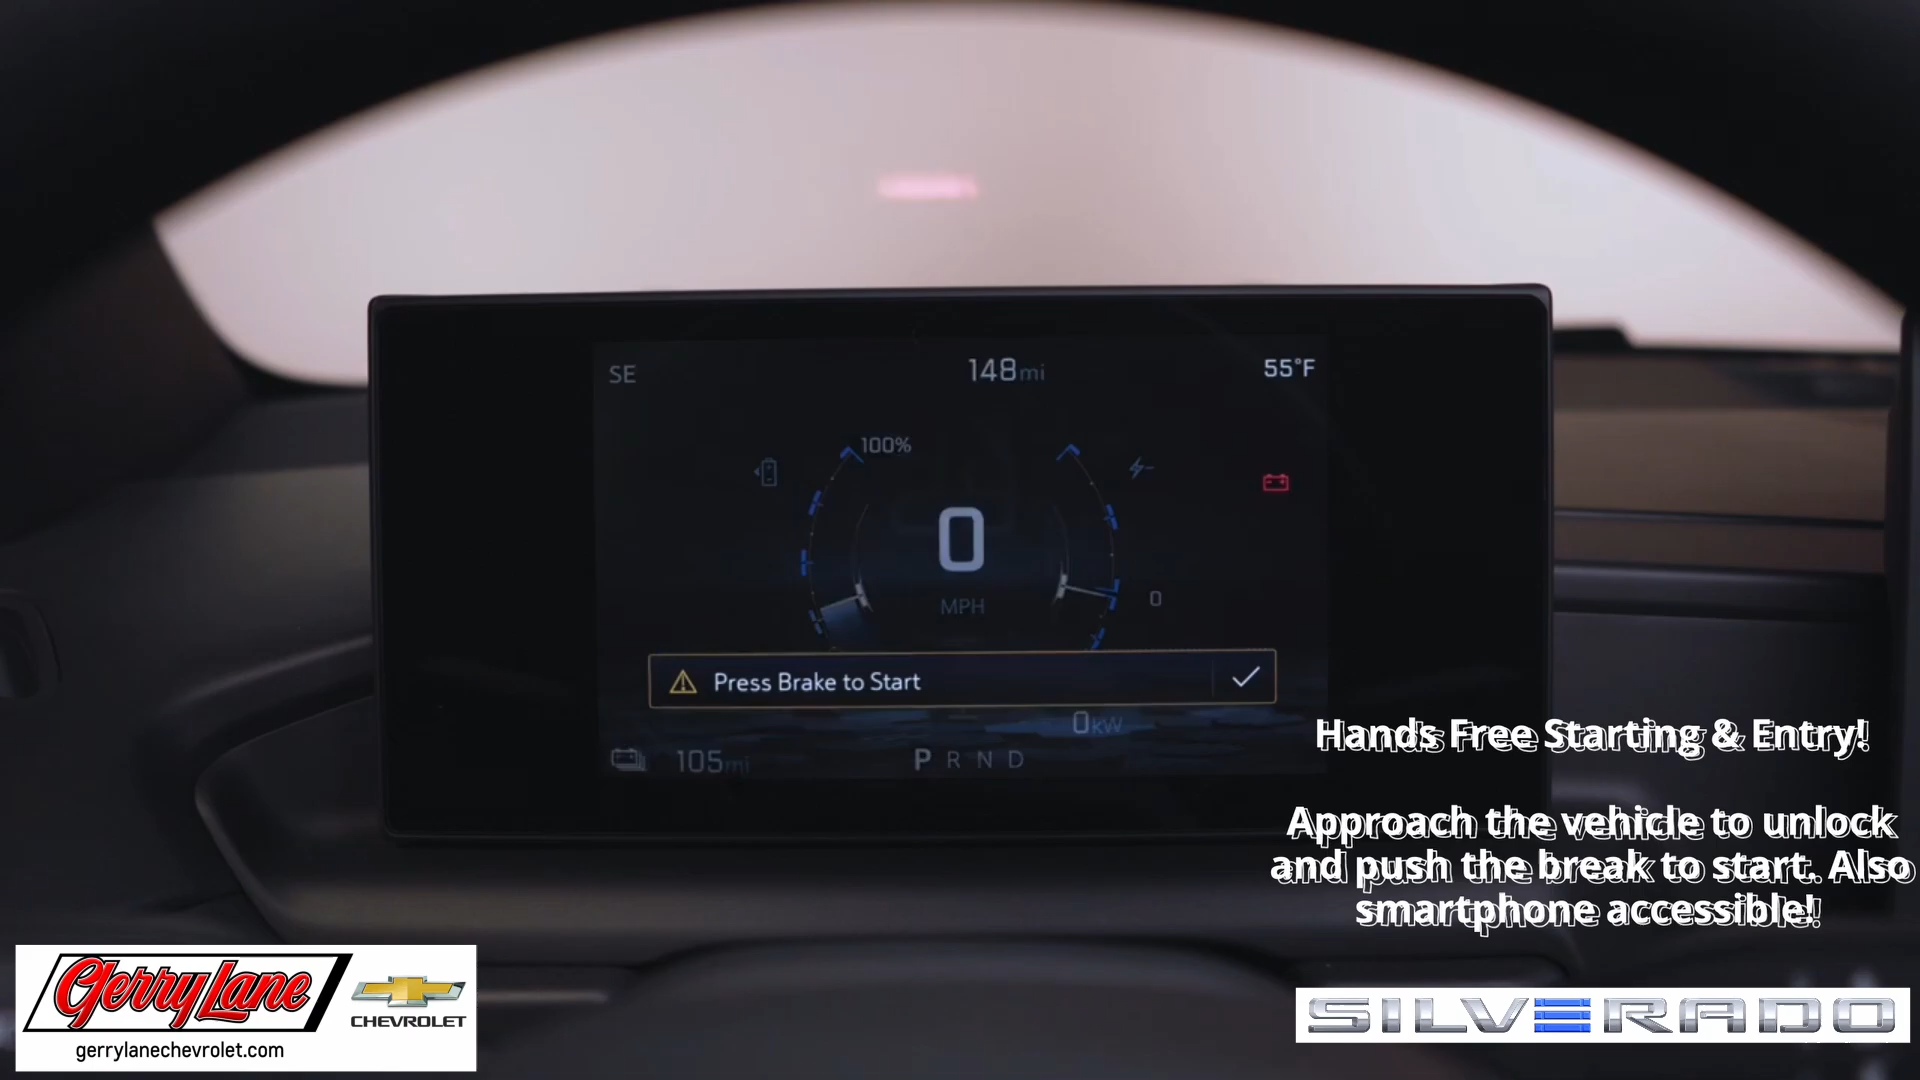 SE
148mi
55°F
100%
0
MPH
0
Press Brake to Start
0kW
105mi
P R N D
Hands Free Starting & Entry!
Approach the vehicle to unlock
and push the break to start. Also
smartphone accessible!
Gerry Lane
CHEVROLET
gerrylanechevrolet.com
SILVERADO